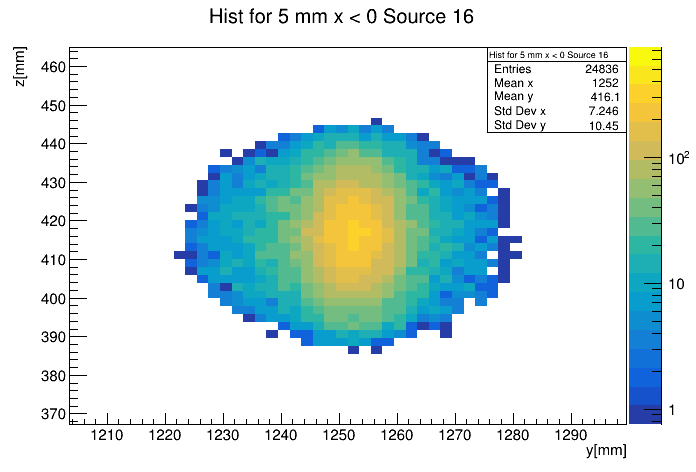 Hist for 5 mm x < 0 Source 16
z[mm]
Hist for 5 mm x < 0 Source 16
Entries 24836
Mean x 1252
Mean y 416.1
Std Dev x 7.246
Std Dev y 10.45
460
450
440
430
420
410
400
390
380
370
10²
10
1
1210 1220 1230 1240 1250 1260 1270 1280 1290
y[mm]